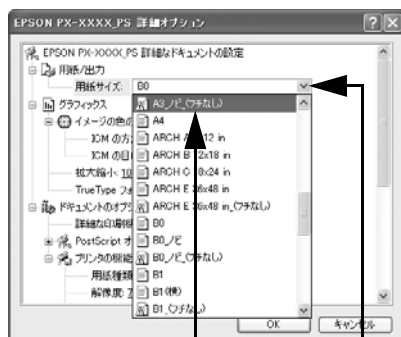 EPSON PX-XXXX_PS 詳細オプション
EPSON PX-XXXX_PS 詳細なドキュメントの設定
用紙/出力
用紙サイズ: B0
グラフィックス
A3_ノビ_(フチなし)
イメージの色の
A4
ICM の方
ARCH A
12 in
ICM の目
ARCH B
2x18 in
拡大縮小: 10
ARCH C
8x24 in
TrueType フォ
ARCH E 36x48 in
ドキュメントのオプシ
ARCH E 36x48 in_(フチなし)
詳細な印刷機
B0
PostScript オ
B0_ノビ
プリンタの機能
B0_ノビ_(フチなし)
用紙種類
B1
解像度: 7
B1 (横)
B1_(フチなし)
OK
キャンセル